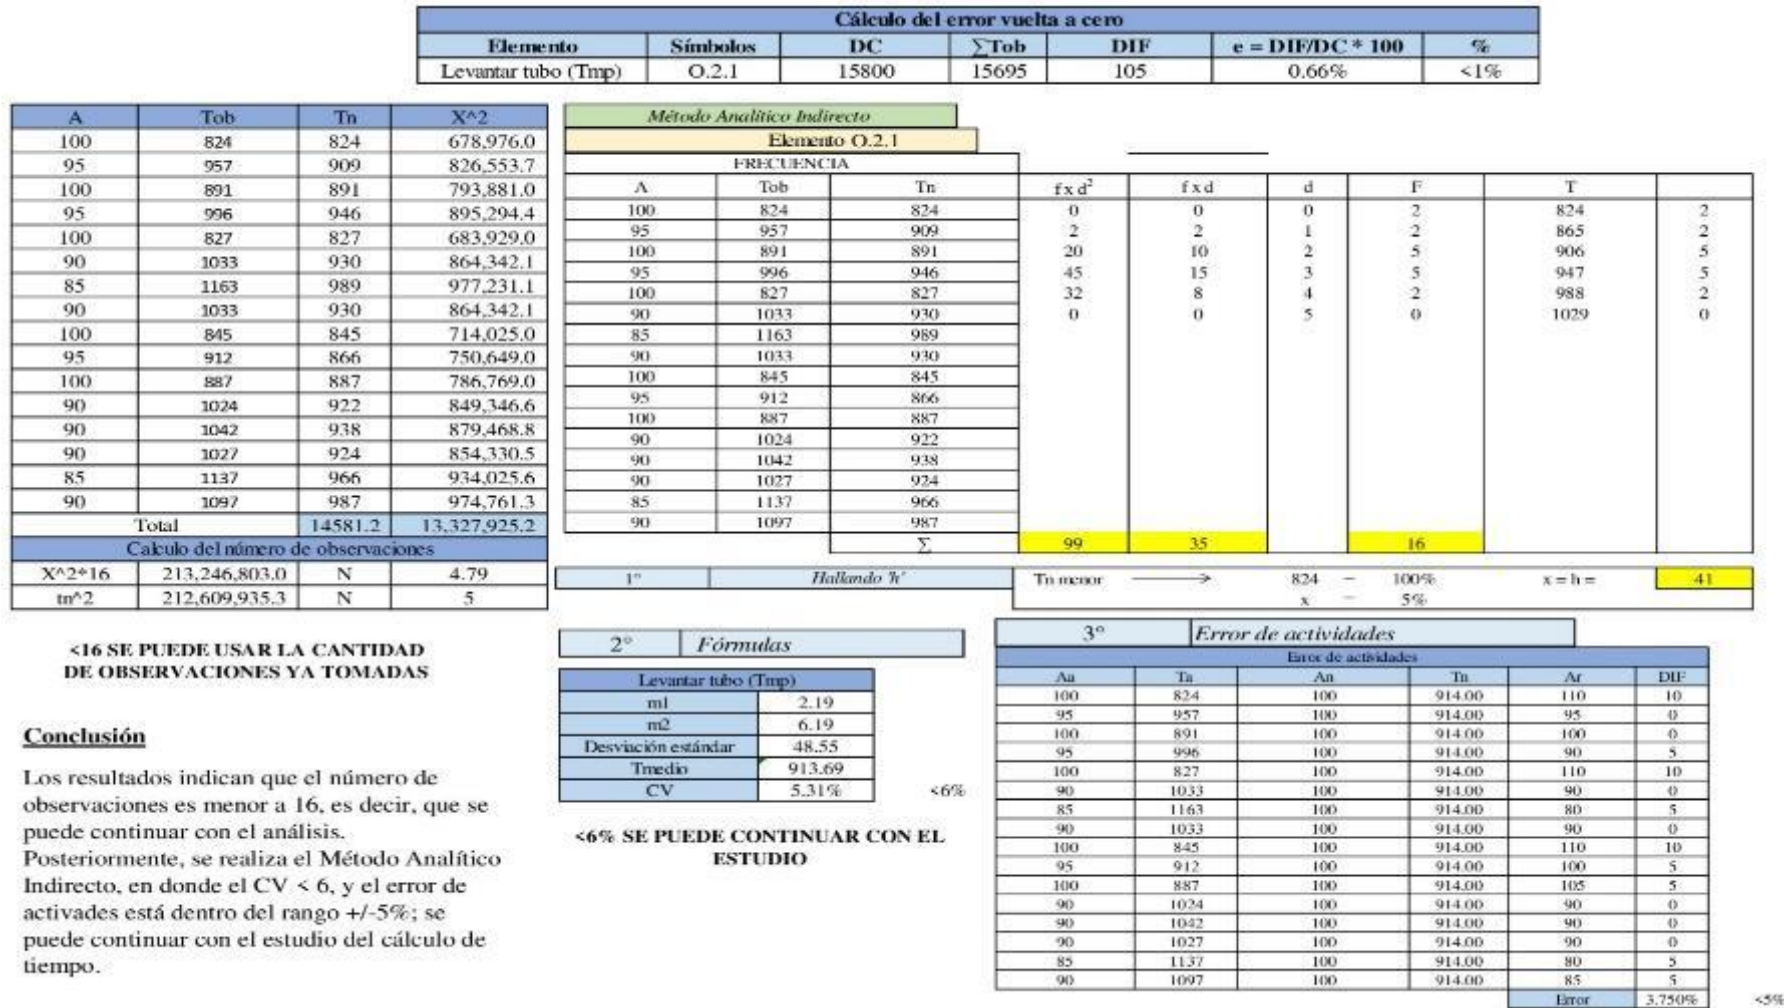 Cálculo del error vuelta a cero
Elemento Símbolos DC ∑Tob DIF e = DIF/DC * 100 %
Levantar tubo (Tmp) O.2.1 15800 15695 105 0.66% <1%
A Tob Tn X^2
100 824 824 678,976.0
95 957 909 826,553.7
100 891 891 793,881.0
95 996 946 895,294.4
100 827 827 683,929.0
90 1033 930 864,342.1
85 1163 989 977,231.1
90 1033 930 864,342.1
100 845 845 714,025.0
95 912 866 750,649.0
100 887 887 786,769.0
90 1024 922 849,346.6
90 1042 938 879,468.8
90 1027 924 854,330.5
85 1137 966 934,025.6
90 1097 987 974,761.3
Total 14581.2 13,327,925.2
Calculo del número de observaciones
X^2*16 213,246,803.0 N 4.79
tn^2 212,609,935.3 N 5
Método Analítico Indirecto
Elemento O.2.1
FRECUENCIA
A Tob Tn f x d² f x d d F T
100 824 824 0 0 0 2 824 2
95 957 909 2 2 1 2 865 2
100 891 891 20 10 2 5 906 5
95 996 946 45 15 3 5 947 5
100 827 827 32 8 4 2 988 2
90 1033 930 0 0 5 0 1029 0
85 1163 989
90 1033 930
100 845 845
95 912 866
100 887 887
90 1024 922
90 1042 938
90 1027 924
85 1137 966
90 1097 987
∑ 99 35 16
1° Hallando 'h' Tn menor → 824 – 100% x = h = 41
x – 5%
<16 SE PUEDE USAR LA CANTIDAD
DE OBSERVACIONES YA TOMADAS
Conclusión
Los resultados indican que el número de
observaciones es menor a 16, es decir, que se
puede continuar con el análisis.
Posteriormente, se realiza el Método Analítico
Indirecto, en donde el CV < 6, y el error de
activades está dentro del rango +/-5%; se
puede continuar con el estudio del cálculo de
tiempo.
2° Fórmulas
Levantar tubo (Tmp)
m1 2.19
m2 6.19
Desviación estándar 48.55
Tmedio 913.69
CV 5.31% <6%
<6% SE PUEDE CONTINUAR CON EL
ESTUDIO
3° Error de actividades
Error de actividades
Aa Ta An Tn Ar DIF
100 824 100 914.00 110 10
95 957 100 914.00 95 0
100 891 100 914.00 100 0
95 996 100 914.00 90 5
100 827 100 914.00 110 10
90 1033 100 914.00 90 0
85 1163 100 914.00 80 5
90 1033 100 914.00 90 0
100 845 100 914.00 110 10
95 912 100 914.00 100 5
100 887 100 914.00 105 5
90 1024 100 914.00 90 0
90 1042 100 914.00 90 0
90 1027 100 914.00 90 0
85 1137 100 914.00 80 5
90 1097 100 914.00 85 5
Error 3.750% <5%